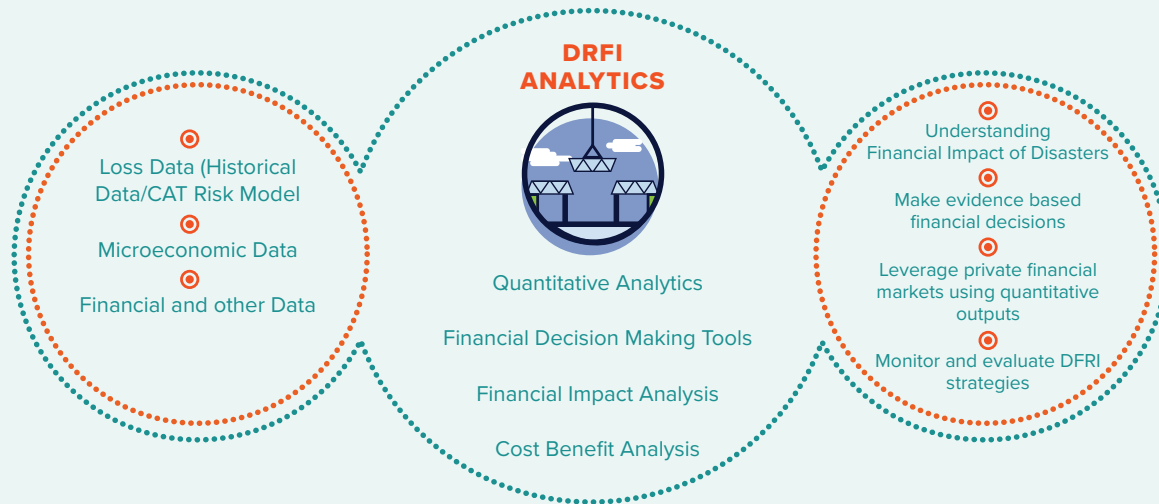 Loss Data (Historical
Data/CAT Risk Model
Microeconomic Data
Financial and other Data
DRFI
ANALYTICS
Quantitative Analytics
Financial Decision Making Tools
Financial Impact Analysis
Cost Benefit Analysis
Understanding
Financial Impact of Disasters
Make evidence based
financial decisions
Leverage private financial
markets using quantitative
outputs
Monitor and evaluate DFRI
strategies